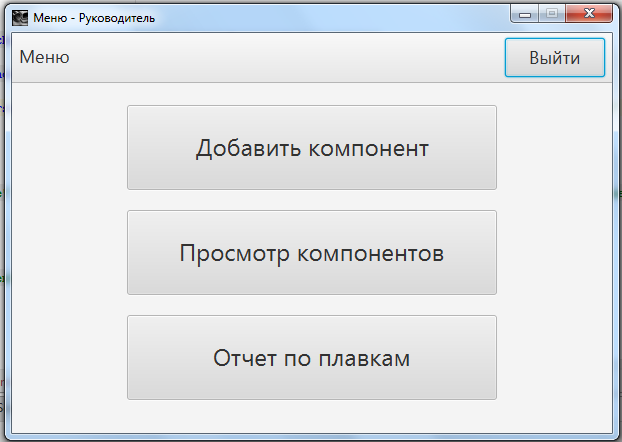 Меню - Руководитель
Меню
Выйти
Добавить компонент
Просмотр компонентов
Отчет по плавкам